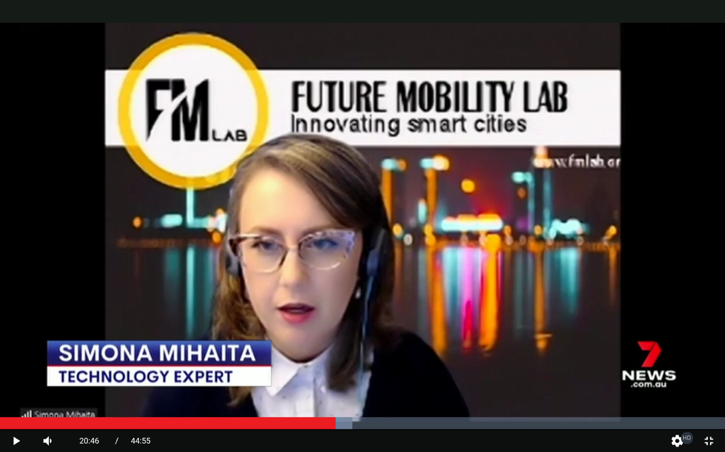 FM LAB
FUTURE MOBILITY LAB
Innovating smart cities
www.fmlab.or
SIMONA MIHAITA
TECHNOLOGY EXPERT
7
NEWS
.com.au
Simona Mihaita
20:46 / 44:55
HD